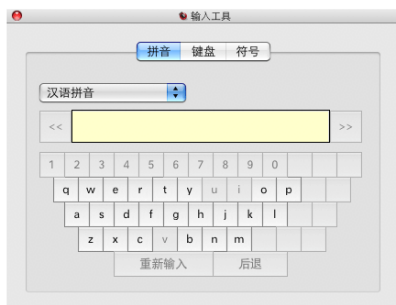 输入工具
拼音 键盘 符号
汉语拼音
<< >>
1 2 3 4 5 6 7 8 9 0
q w e r t y u i o p
a s d f g h j k l
z x c v b n m
重新输入 后退